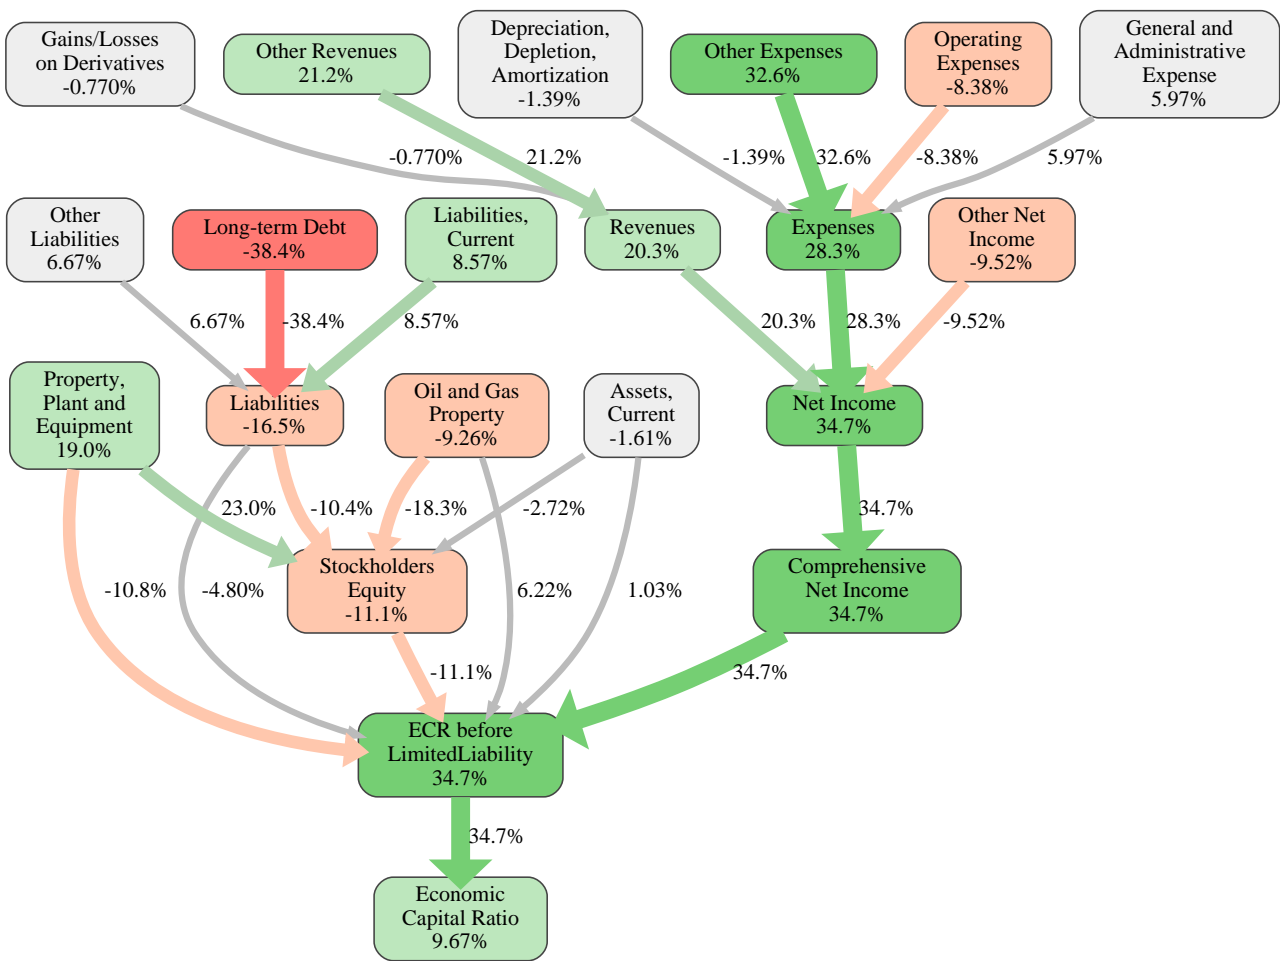 Gains/Losses
on Derivatives
-0.770%
Other Revenues
21.2%
Depreciation,
Depletion,
Amortization
-1.39%
Other Expenses
32.6%
Operating
Expenses
-8.38%
General and
Administrative
Expense
5.97%
-0.770%
21.2%
-1.39%
32.6%
-8.38%
5.97%
Other
Liabilities
6.67%
Long-term Debt
-38.4%
Liabilities,
Current
8.57%
Revenues
20.3%
Expenses
28.3%
Other Net
Income
-9.52%
6.67%
-38.4%
8.57%
20.3%
28.3%
-9.52%
Property,
Plant and
Equipment
19.0%
Liabilities
-16.5%
Oil and Gas
Property
-9.26%
Assets,
Current
-1.61%
Net Income
34.7%
23.0%
-10.4%
-18.3%
-2.72%
34.7%
Stockholders
Equity
-11.1%
Comprehensive
Net Income
34.7%
-10.8%
-4.80%
6.22%
1.03%
-11.1%
34.7%
ECR before
LimitedLiability
34.7%
34.7%
Economic
Capital Ratio
9.67%